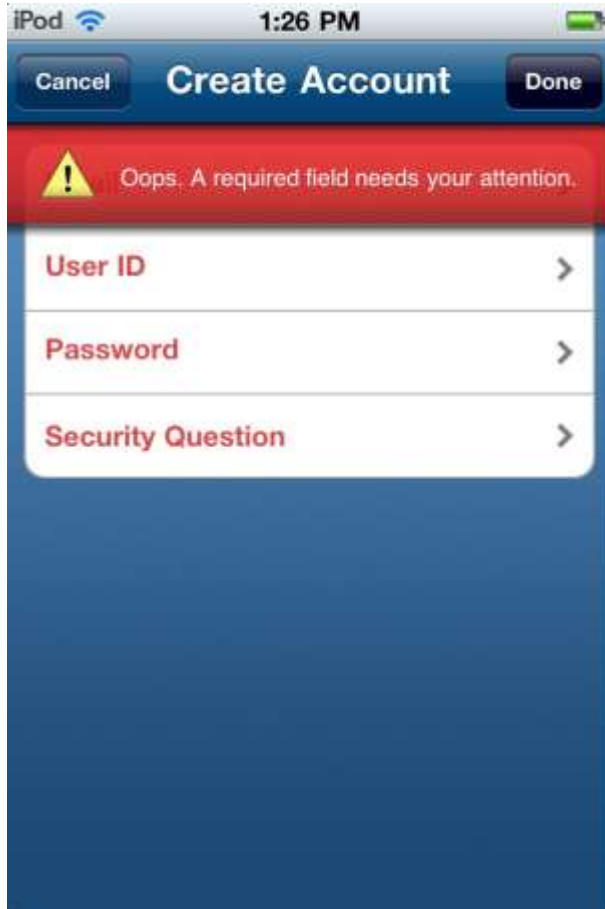 iPod 1:26 PM
Cancel Create Account Done
Oops. A required field needs your attention.
User ID
Password
Security Question